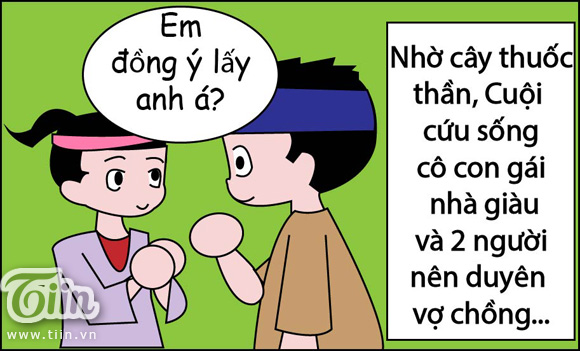 Em
đồng ý lấy
anh á?
Nhờ cây thuốc
thần, Cuội
cứu sống
cô con gái
nhà giàu
và 2 người
nên duyên
vợ chồng...
Tiin
www.tiin.vn